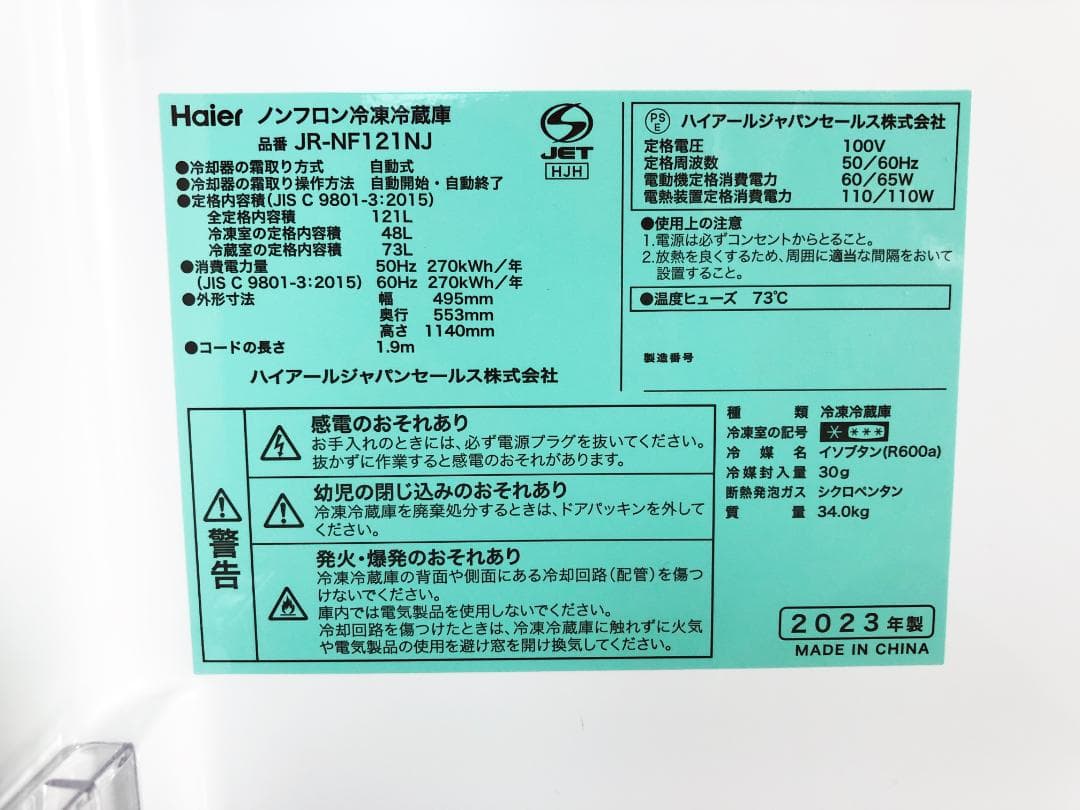 Haier ノンフロン冷凍冷蔵庫
品番 JR-NF121NJ
●冷却器の霜取り方式 自動式
●冷却器の霜取り操作方法 自動開始・自動終了
●定格内容積(JIS C 9801-3:2015)
全定格内容積 121L
冷凍室の定格内容積 48L
冷蔵室の定格内容積 73L
●消費電力量 50Hz 270kWh/年
(JIS C 9801-3:2015) 60Hz 270kWh/年
●外形寸法 幅 495mm
奥行 553mm
高さ 1140mm
●コードの長さ 1.9m
ハイアールジャパンセールス株式会社
JET
HJH
PSE ハイアールジャパンセールス株式会社
定格電圧 100V
定格周波数 50/60Hz
電動機定格消費電力 60/65W
電熱装置定格消費電力 110/110W
●使用上の注意
1.電源は必ずコンセントからとること。
2.放熱を良くするため、周囲に適当な間隔をおいて
設置すること。
●温度ヒューズ 73℃
製造番号
警告
感電のおそれあり
お手入れのときには、必ず電源プラグを抜いてください。
抜かずに作業すると感電のおそれがあります。
幼児の閉じ込みのおそれあり
冷凍冷蔵庫を廃棄処分するときは、ドアパッキンを外して
ください。
発火・爆発のおそれあり
冷凍冷蔵庫の背面や側面にある冷却回路(配管)を傷つ
けないでください。
庫内では電気製品を使用しないでください。
冷却回路を傷つけたときは、冷凍冷蔵庫に触れずに火気
や電気製品の使用を避け窓を開け換気してください。
種類 冷凍冷蔵庫
冷凍室の記号 * ***
冷媒名 イソブタン(R600a)
冷媒封入量 30g
断熱発泡ガス シクロペンタン
質量 34.0kg
2023年製
MADE IN CHINA